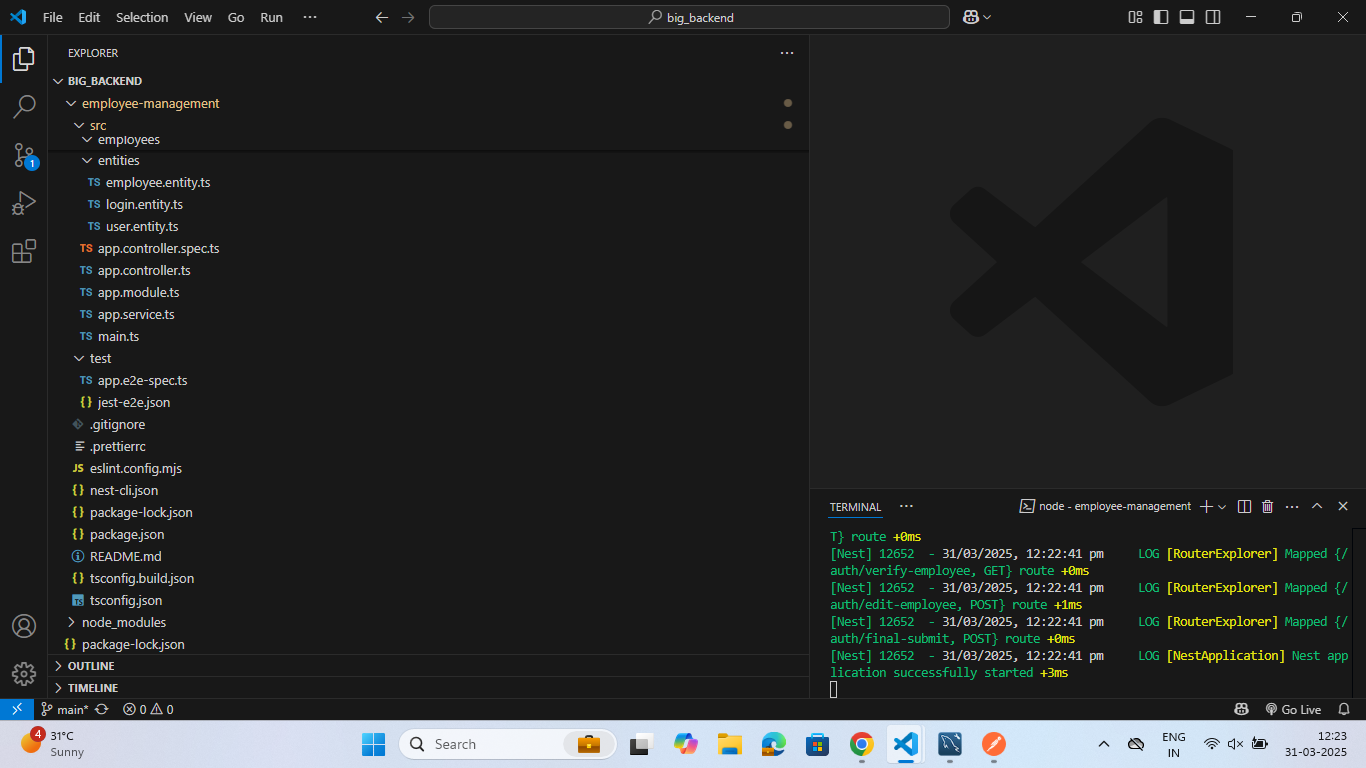 File Edit Selection View Go Run ··· big_backend
EXPLORER ···
BIG_BACKEND
employee-management
src
employees
entities
TS employee.entity.ts
TS login.entity.ts
TS user.entity.ts
TS app.controller.spec.ts
TS app.controller.ts
TS app.module.ts
TS app.service.ts
TS main.ts
test
TS app.e2e-spec.ts
{} jest-e2e.json
.gitignore
.prettierrc
JS eslint.config.mjs
{} nest-cli.json
{} package-lock.json
{} package.json
README.md
{} tsconfig.build.json
TS tsconfig.json
node_modules
{} package-lock.json
OUTLINE
TIMELINE
1
TERMINAL ··· node - employee-management ···
T} route +0ms
[Nest] 12652  - 31/03/2025, 12:22:41 pm     LOG [RouterExplorer] Mapped {/
auth/verify-employee, GET} route +0ms
[Nest] 12652  - 31/03/2025, 12:22:41 pm     LOG [RouterExplorer] Mapped {/
auth/edit-employee, POST} route +1ms
[Nest] 12652  - 31/03/2025, 12:22:41 pm     LOG [RouterExplorer] Mapped {/
auth/final-submit, POST} route +0ms
[Nest] 12652  - 31/03/2025, 12:22:41 pm     LOG [NestApplication] Nest app
lication successfully started +3ms
main* 0 0 Go Live
4 31°C
Sunny
Search
ENG
IN
12:23
31-03-2025